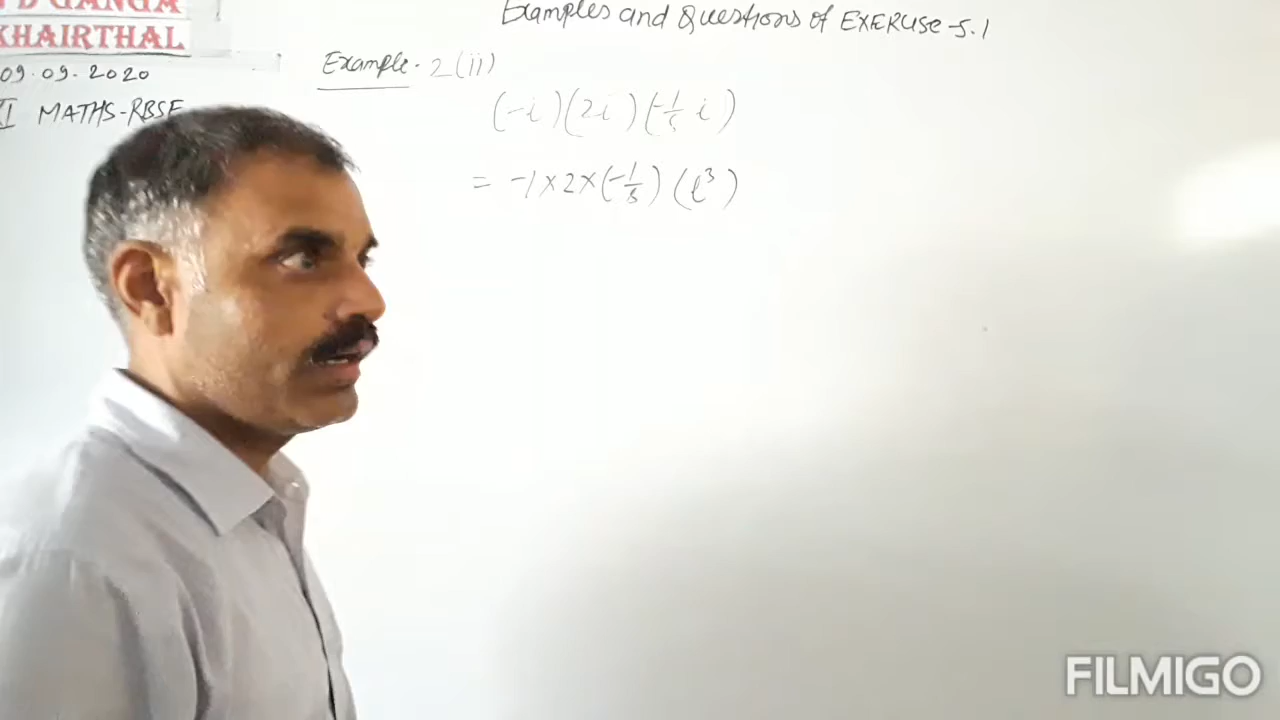 GANGA
KHAIRTHAL
09.09.2020
XI MATHS-RBSE
Examples and Questions of EXERCISE-5.1
Example. 2(ii)
(-i)(2i)(-1/8 i)
= -1×2×(-1/8)(i³)
FILMIGO